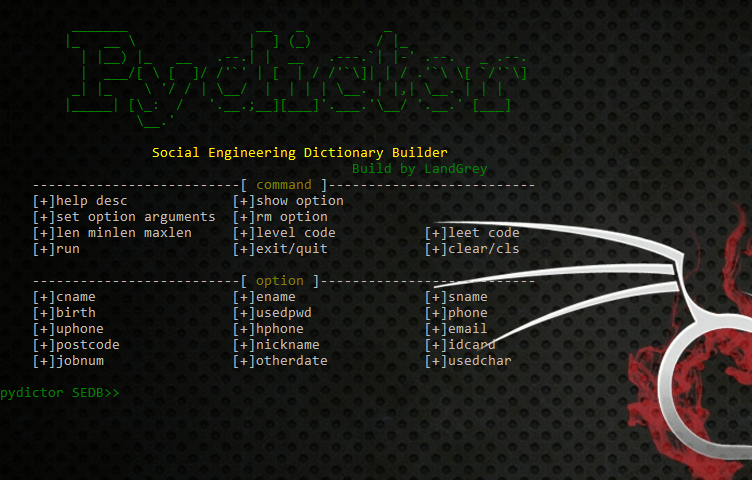 Pydictor
Social Engineering Dictionary Builder
Build by LandGrey
--------------------------[ command ]--------------------------
[+]help desc [+]show option
[+]set option arguments [+]rm option
[+]len minlen maxlen [+]level code [+]leet code
[+]run [+]exit/quit [+]clear/cls
--------------------------[ option ]---------------------------
[+]cname [+]ename [+]sname
[+]birth [+]usedpwd [+]phone
[+]uphone [+]hphone [+]email
[+]postcode [+]nickname [+]idcard
[+]jobnum [+]otherdate [+]usedchar
pydictor SEDB>>